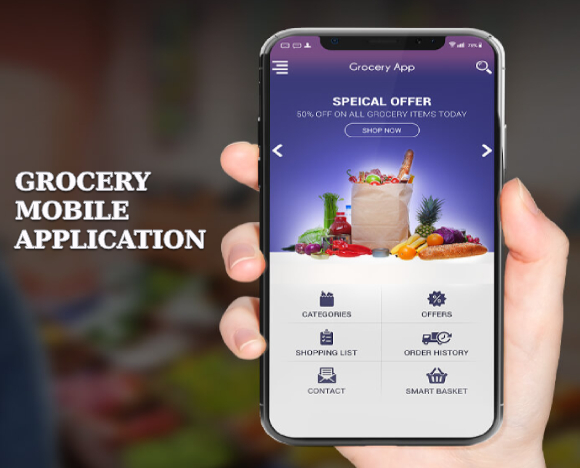 GROCERY
MOBILE
APPLICATION
Grocery App
SPEICAL OFFER
50% OFF ON ALL GROCERY ITEMS TODAY
SHOP NOW
CATEGORIES
OFFERS
SHOPPING LIST
ORDER HISTORY
CONTACT
SMART BASKET